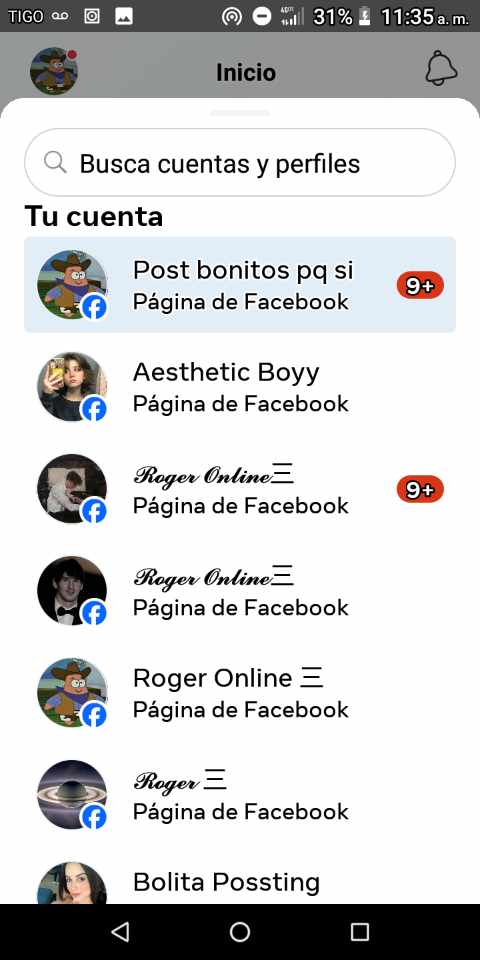 TIGO 31% 11:35 a. m.
Inicio
Busca cuentas y perfiles
Tu cuenta
Post bonitos pq si
Página de Facebook
9+
Aesthetic Boyy
Página de Facebook
𝓡𝓸𝓰𝓮𝓻 𝓞𝓷𝓵𝓲𝓷𝓮三
Página de Facebook
9+
𝓡𝓸𝓰𝓮𝓻 𝓞𝓷𝓵𝓲𝓷𝓮三
Página de Facebook
Roger Online 三
Página de Facebook
𝓡𝓸𝓰𝓮𝓻 三
Página de Facebook
Bolita Possting